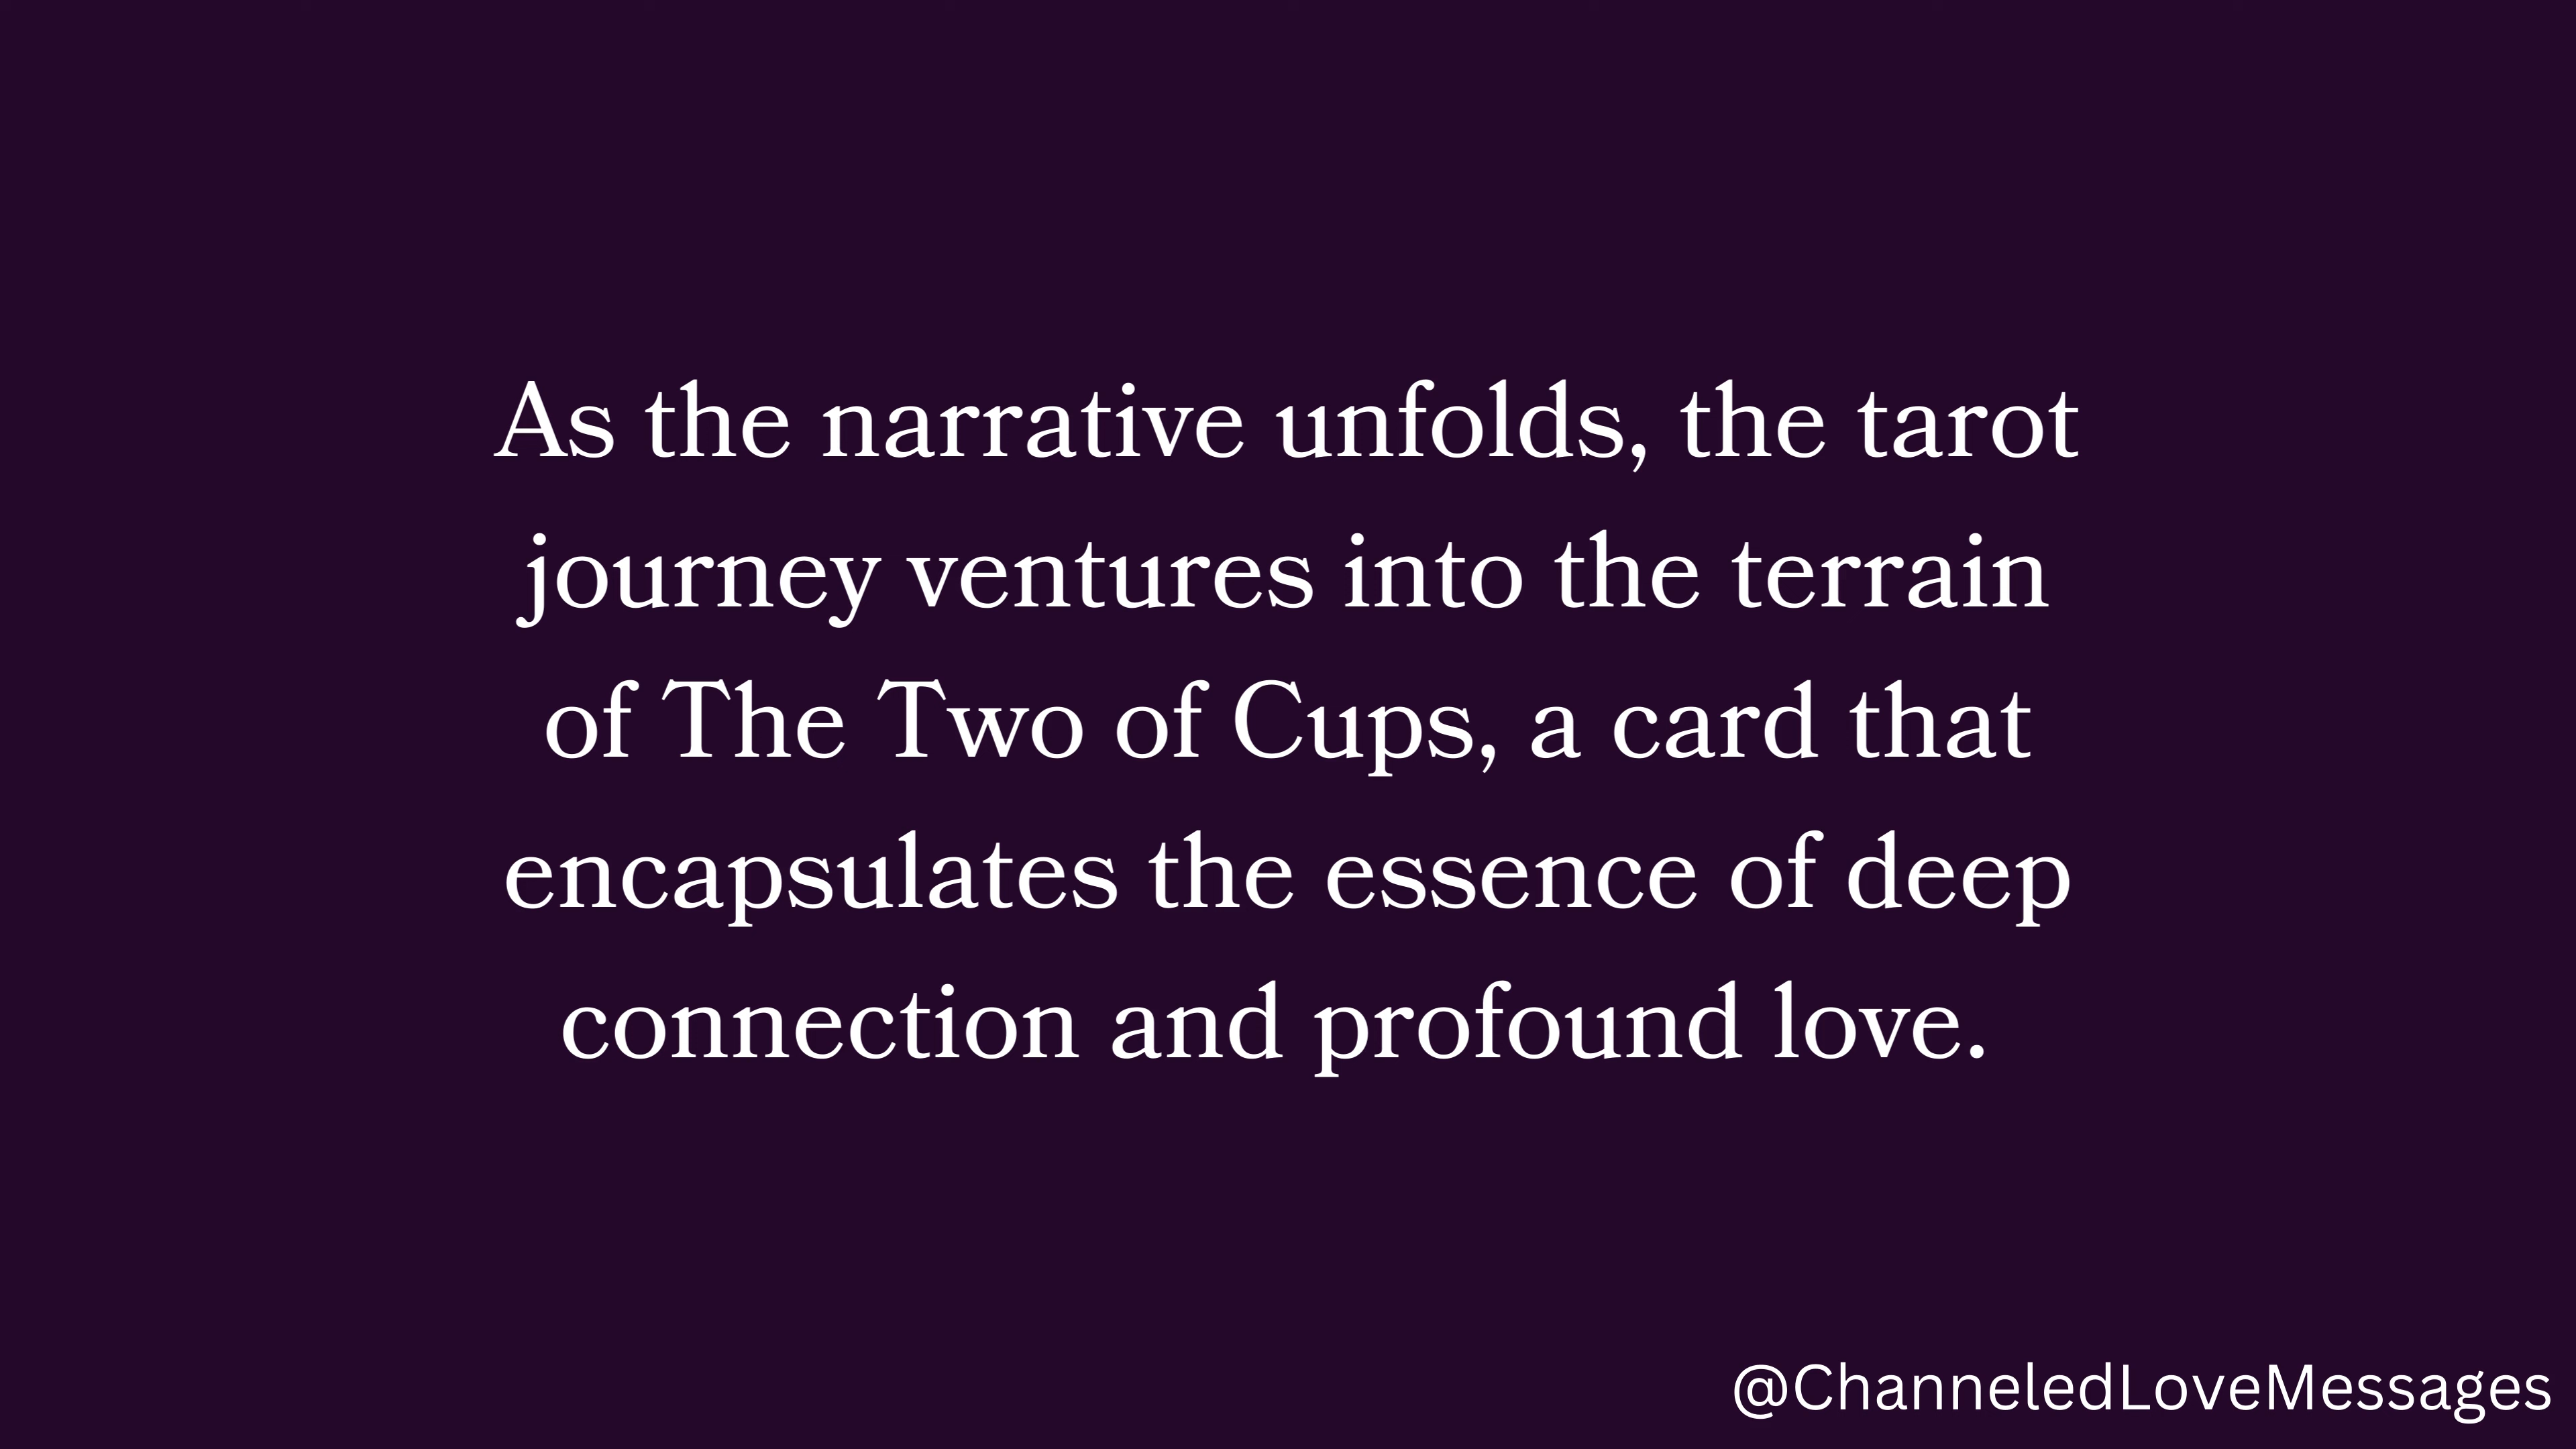 As the narrative unfolds, the tarot
journey ventures into the terrain
of The Two of Cups, a card that
encapsulates the essence of deep
connection and profound love.
@ChanneledLoveMessages